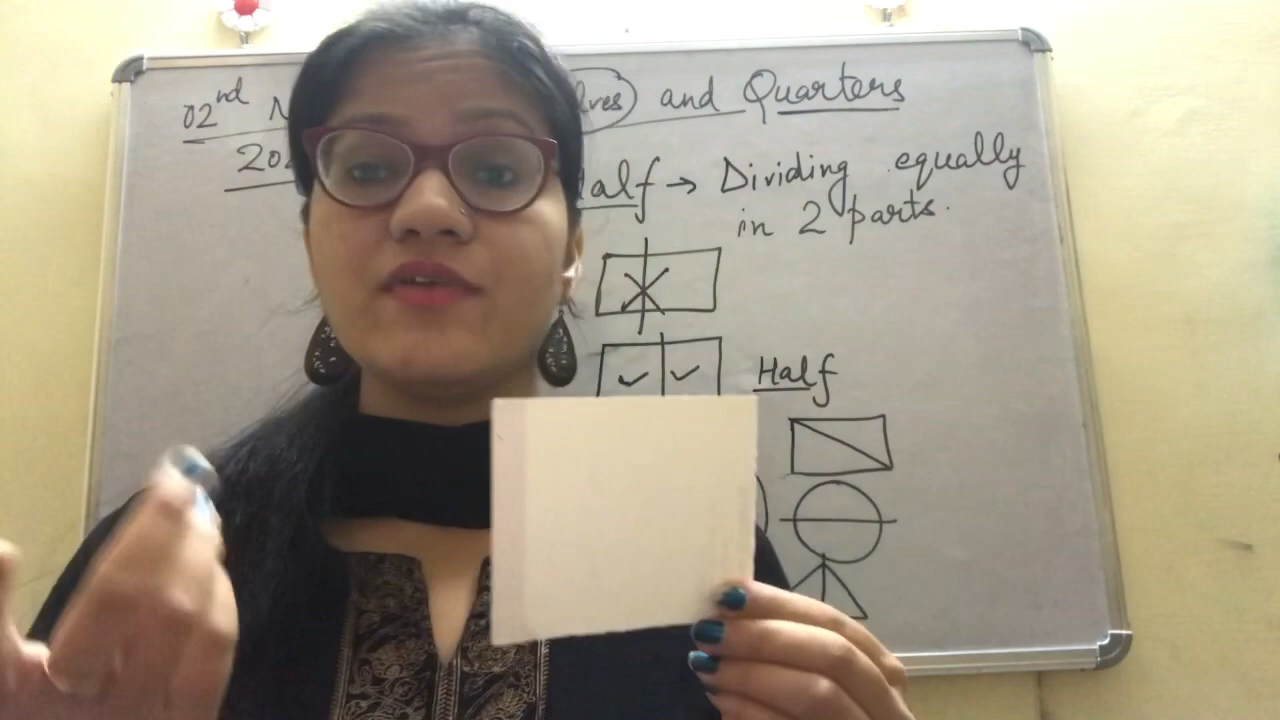 02nd and Quarters
Half → Dividing equally
in 2 parts.
Half